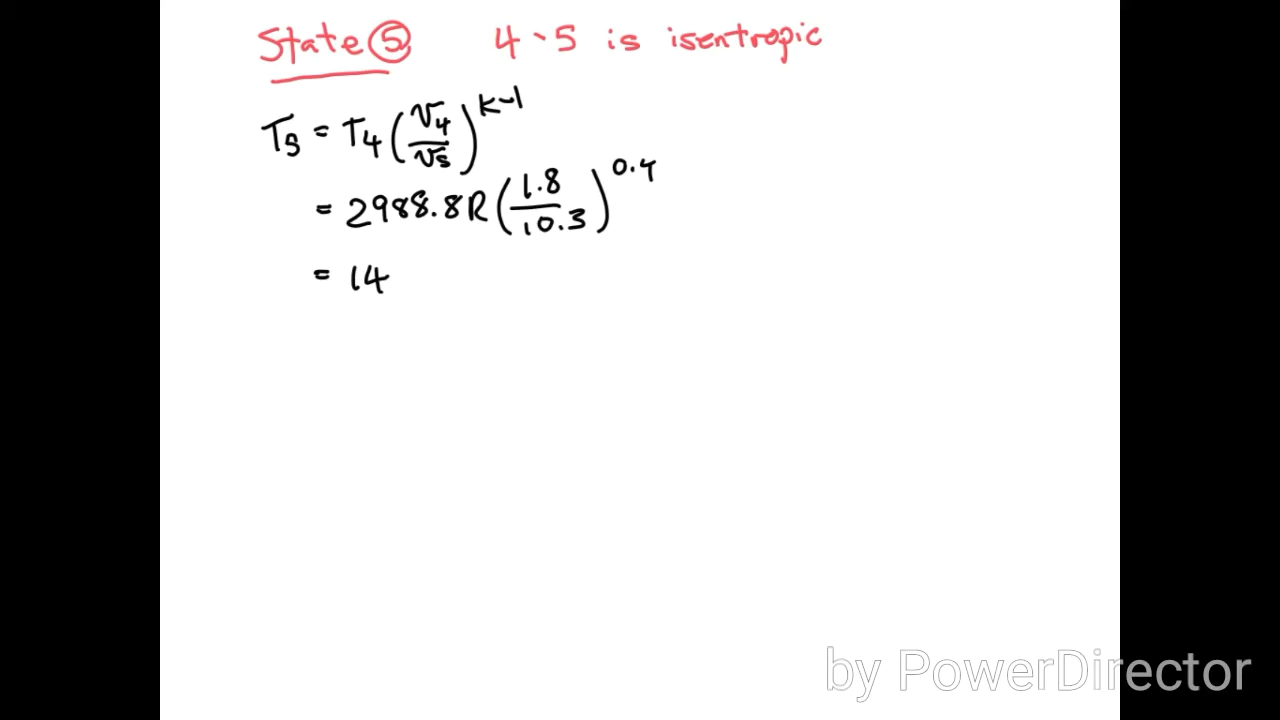 State ⑤ 4-5 is isentropic
T5 = T4 (v4/v5)^k-1
= 2988.8R (1.8/10.3)^0.4
= 14
by PowerDirector